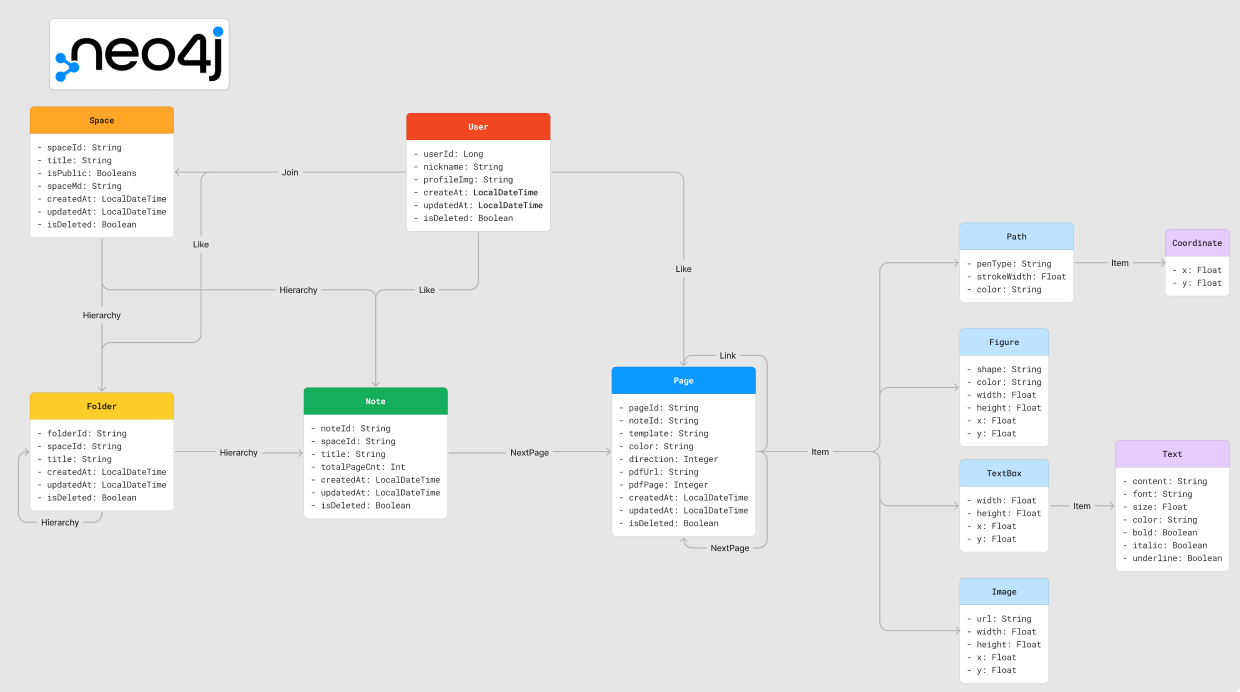 neo4j
Space
- spaceId: String
- title: String
- isPublic: Booleans
- spaceMd: String
- createdAt: LocalDateTime
- updatedAt: LocalDateTime
- isDeleted: Boolean
User
- userId: Long
- nickname: String
- profileImg: String
- createAt: LocalDateTime
- updatedAt: LocalDateTime
- isDeleted: Boolean
Join
Like
Like
Hierarchy
Like
Hierarchy
Folder
- folderId: String
- spaceId: String
- title: String
- createdAt: LocalDateTime
- updatedAt: LocalDateTime
- isDeleted: Boolean
Hierarchy
Hierarchy
Note
- noteId: String
- spaceId: String
- title: String
- totalPageCnt: Int
- createdAt: LocalDateTime
- updatedAt: LocalDateTime
- isDeleted: Boolean
NextPage
Link
Page
- pageId: String
- noteId: String
- template: String
- color: String
- direction: Integer
- pdfUrl: String
- pdfPage: Integer
- createdAt: LocalDateTime
- updatedAt: LocalDateTime
- isDeleted: Boolean
NextPage
Item
Path
- penType: String
- strokeWidth: Float
- color: String
Item
Coordinate
- x: Float
- y: Float
Figure
- shape: String
- color: String
- width: Float
- height: Float
- x: Float
- y: Float
TextBox
- width: Float
- height: Float
- x: Float
- y: Float
Item
Text
- content: String
- font: String
- size: Float
- color: String
- bold: Boolean
- italic: Boolean
- underline: Boolean
Image
- url: String
- width: Float
- height: Float
- x: Float
- y: Float